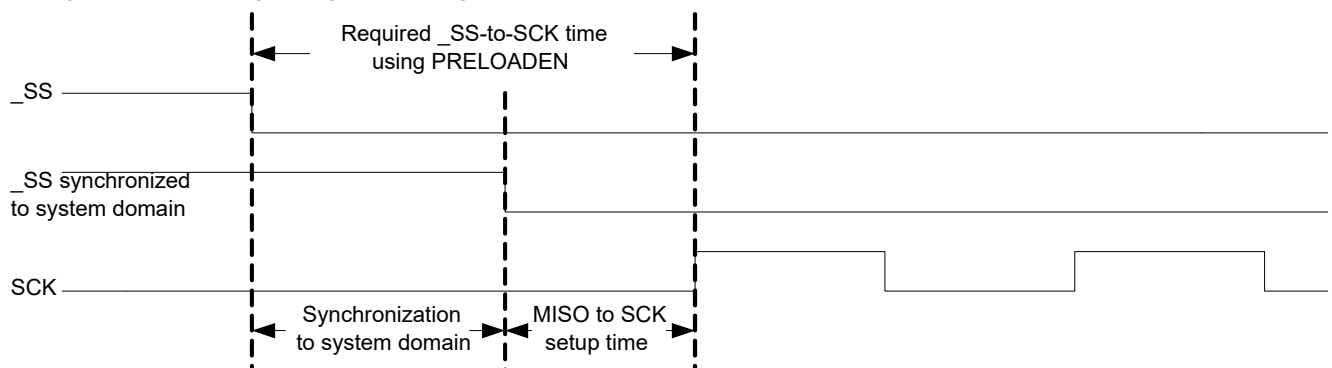 Required _SS-to-SCK time
using PRELOADEN
_SS
_SS synchronized
to system domain
SCK
Synchronization
to system domain
MISO to SCK
setup time